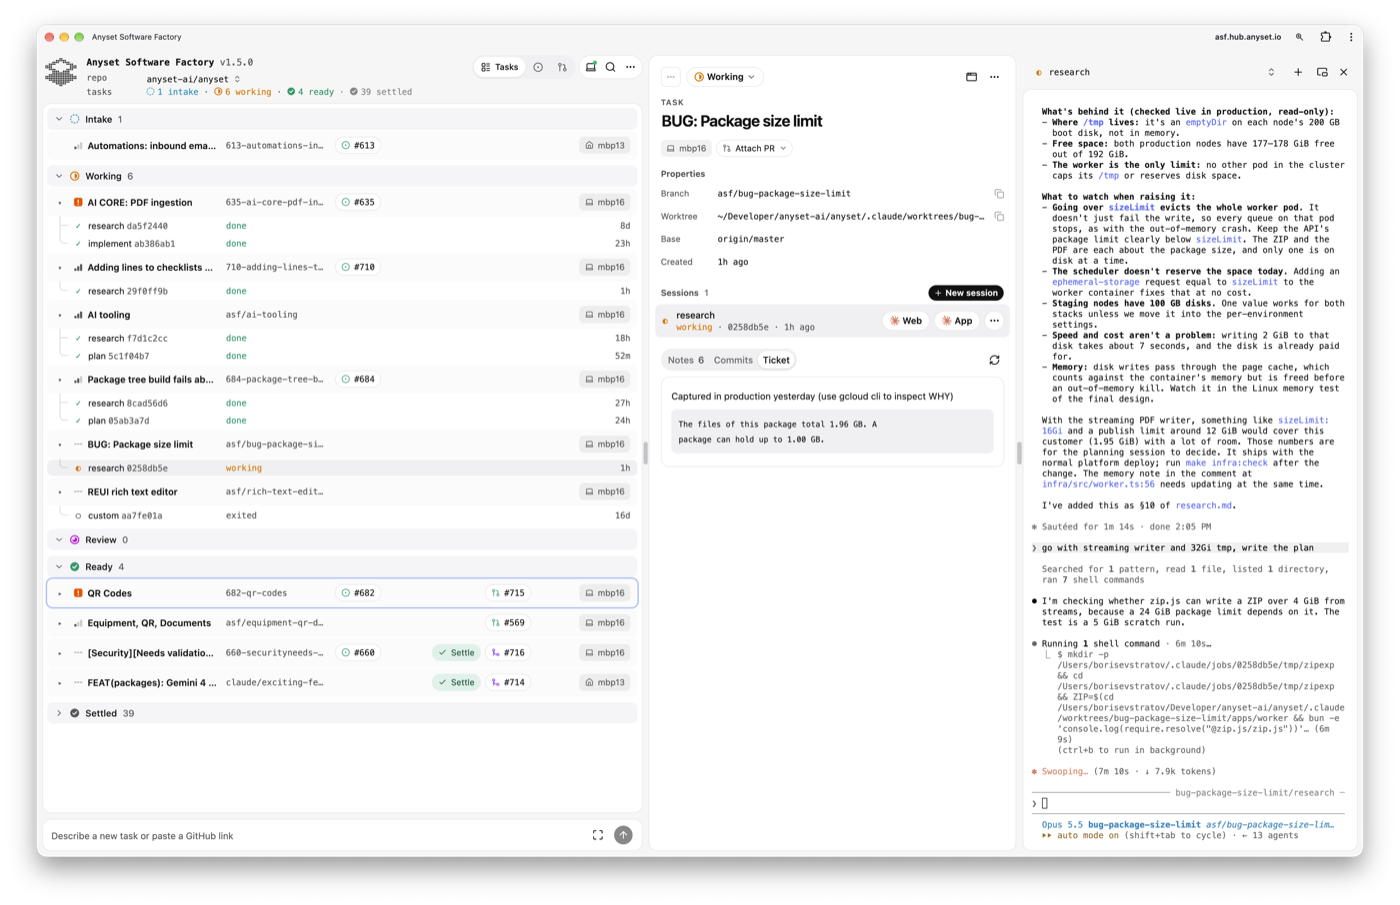 Anyset Software Factory
asf.hub.anyset.io
Anyset Software Factory v1.5.0
repo anyset-ai/anyset
tasks 1 intake · 6 working · 4 ready · 39 settled
Tasks
Intake 1
Automations: inbound ema... 613-automations-in... #613 mbp13
Working 6
AI CORE: PDF ingestion 635-ai-core-pdf-in... #635 mbp16
research da5f2440 done 8d
implement ab386ab1 done 23h
Adding lines to checklists ... 710-adding-lines-t... #710 mbp16
research 29f0ff9b done 1h
AI tooling asf/ai-tooling mbp16
research f7d1c2cc done 18h
plan 5c1f04b7 done 52m
Package tree build fails ab... 684-package-tree-b... #684 mbp16
research 8cad56d6 done 27h
plan 05ab3a7d done 24h
BUG: Package size limit asf/bug-package-si... mbp16
research 0258db5e working 1h
REUI rich text editor asf/rich-text-edit... mbp16
custom aa7fe01a exited 16d
Review 0
Ready 4
QR Codes 682-qr-codes #682 #715 mbp16
Equipment, QR, Documents asf/equipment-qr-d... #569 mbp16
[Security][Needs validatio... 660-securityneeds-... #660 Settle #716 mbp16
FEAT(packages): Gemini 4 ... claude/exciting-fe... Settle #714 mbp13
Settled 39
Describe a new task or paste a GitHub link
Working
TASK
BUG: Package size limit
mbp16 Attach PR
Properties
Branch asf/bug-package-size-limit
Worktree ~/Developer/anyset-ai/anyset/.claude/worktrees/bug-…
Base origin/master
Created 1h ago
Sessions 1 + New session
research
working · 0258db5e · 1h ago Web App
Notes 6 Commits Ticket
Captured in production yesterday (use gcloud cli to inspect WHY)
The files of this package total 1.96 GB. A
package can hold up to 1.00 GB.
research
What's behind it (checked live in production, read-only):
- Where /tmp lives: it's an emptyDir on each node's 200 GB
boot disk, not in memory.
- Free space: both production nodes have 177–178 GiB free
out of 192 GiB.
- The worker is the only limit: no other pod in the cluster
caps its /tmp or reserves disk space.
What to watch when raising it:
- Going over sizeLimit evicts the whole worker pod. It
doesn't just fail the write, so every queue on that pod
stops, as with the out-of-memory crash. Keep the API's
package limit clearly below sizeLimit. The ZIP and the
PDF are each about the package size, and only one is on
disk at a time.
- The scheduler doesn't reserve the space today. Adding an
ephemeral-storage request equal to sizeLimit to the
worker container fixes that at no cost.
- Staging nodes have 100 GB disks. One value works for both
stacks unless we move it into the per-environment
settings.
- Speed and cost aren't a problem: writing 2 GiB to that
disk takes about 7 seconds, and the disk is already paid
for.
- Memory: disk writes pass through the page cache, which
counts against the container's memory but is freed before
an out-of-memory kill. Watch it in the Linux memory test
of the final design.
With the streaming PDF writer, something like sizeLimit:
16Gi and a publish limit around 12 GiB would cover this
customer (1.95 GiB) with a lot of room. Those numbers are
for the planning session to decide. It ships with the
normal platform deploy; run make infra:check after the
change. The memory note in the comment at
infra/src/worker.ts:56 needs updating at the same time.
I've added this as §10 of research.md.
✻ Sautéed for 1m 14s · done 2:05 PM
❯ go with streaming writer and 32Gi tmp, write the plan
Searched for 1 pattern, read 1 file, listed 1 directory,
ran 7 shell commands
● I'm checking whether zip.js can write a ZIP over 4 GiB from
streams, because a 24 GiB package limit depends on it. The
test is a 5 GiB scratch run.
● Running 1 shell command · 6m 10s…
$ mkdir -p
/Users/borisevstratov/.claude/jobs/0258db5e/tmp/zipexp
&& cd
/Users/borisevstratov/.claude/jobs/0258db5e/tmp/zipexp
&& ZIP=$(cd
/Users/borisevstratov/Developer/anyset-ai/anyset/.claude
/worktrees/bug-package-size-limit/apps/worker && bun -e
'console.log(require.resolve("@zip.js/zip.js"))'… (6m
9s)
(ctrl+b to run in background)
✻ Swooping… (7m 10s · ↓ 7.9k tokens)
bug-package-size-limit/research
❯
Opus 5.5 bug-package-size-limit asf/bug-package-size-lim…
▸▸ auto mode on (shift+tab to cycle) · ← 13 agents